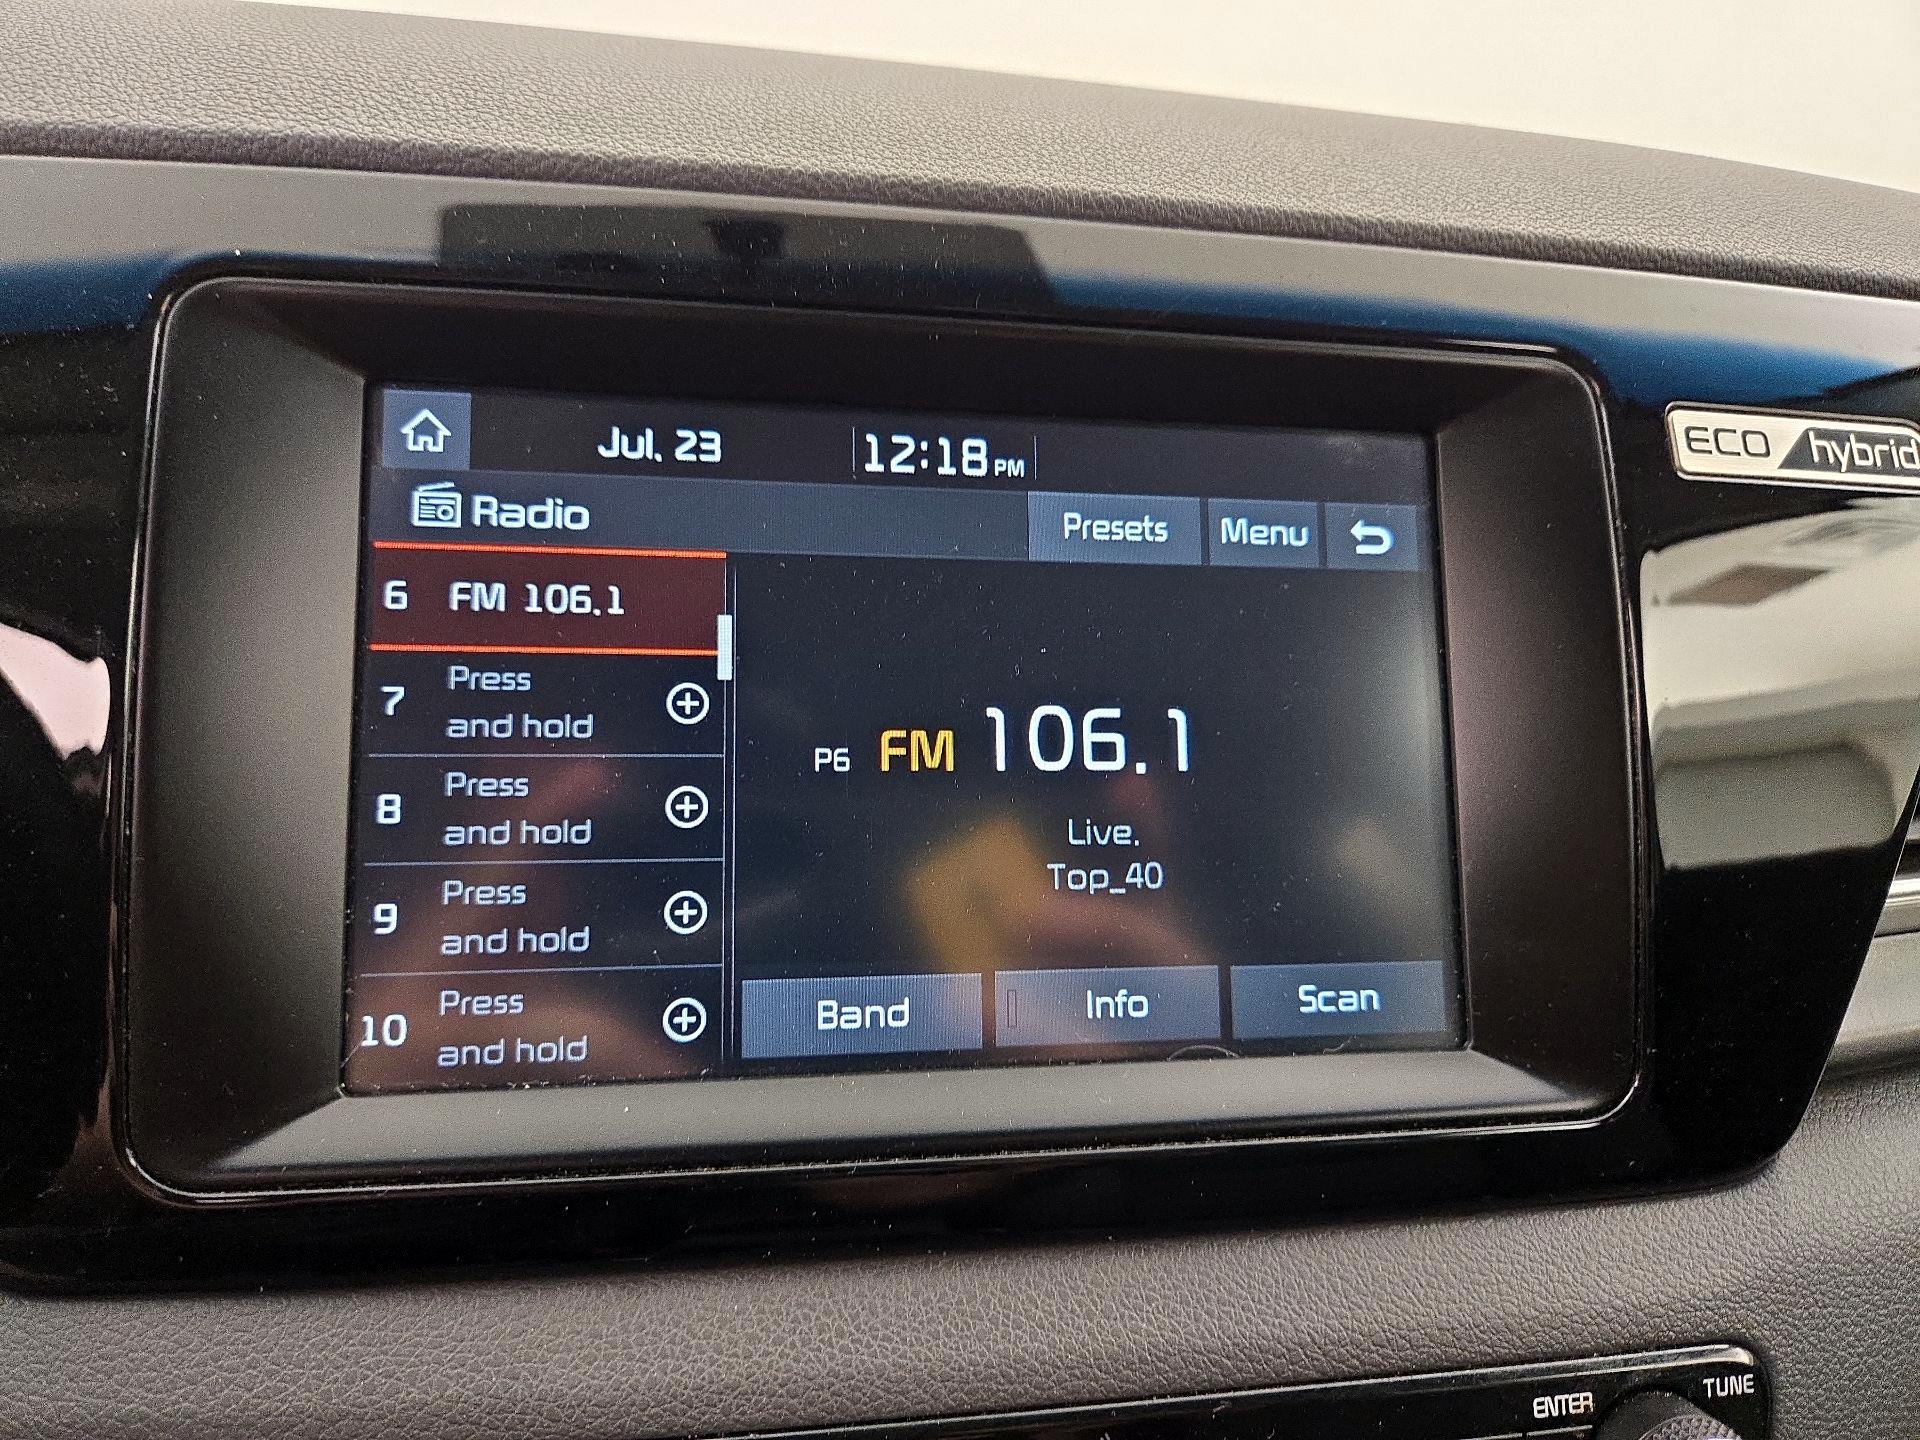 Jul. 23
12:18 PM
ECO hybrid
Radio
Presets
Menu
6 FM 106.1
7 Press
and hold
8 Press
and hold
9 Press
and hold
10 Press
and hold
P6 FM 106.1
Live.
Top_40
Band
Info
Scan
ENTER
TUNE